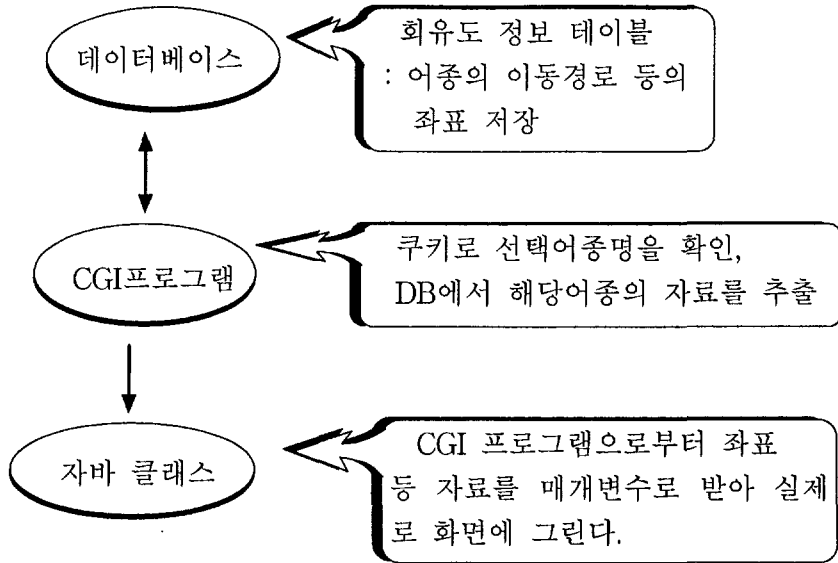 데이터베이스
회유도 정보 테이블
: 어종의 이동경로 등의
좌표 저장
CGI프로그램
쿠키로 선택어종명을 확인,
DB에서 해당어종의 자료를 추출
자바 클래스
CGI 프로그램으로부터 좌표
등 자료를 매개변수로 받아 실제
로 화면에 그린다.